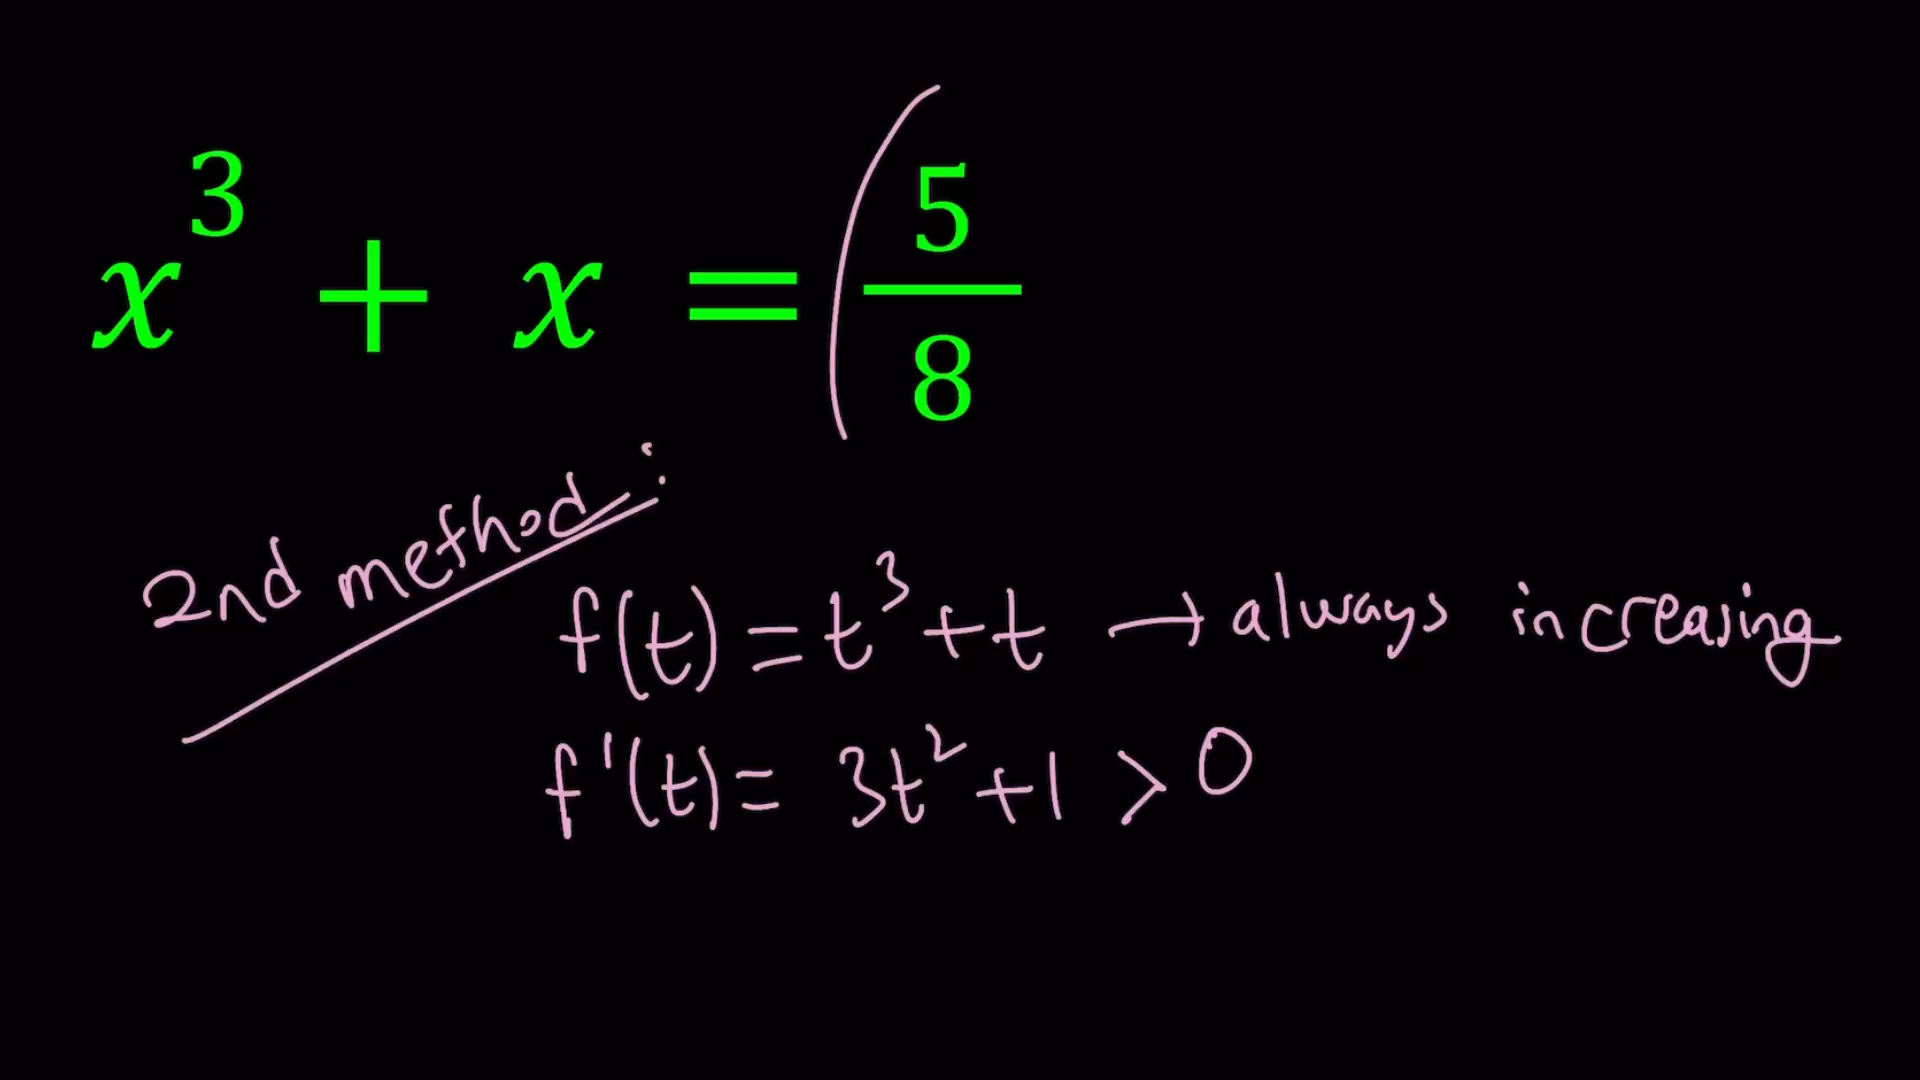 x³ + x = ( 5/8
2nd method:
f(t) = t³ + t → always increasing
f'(t) = 3t² + 1 > 0